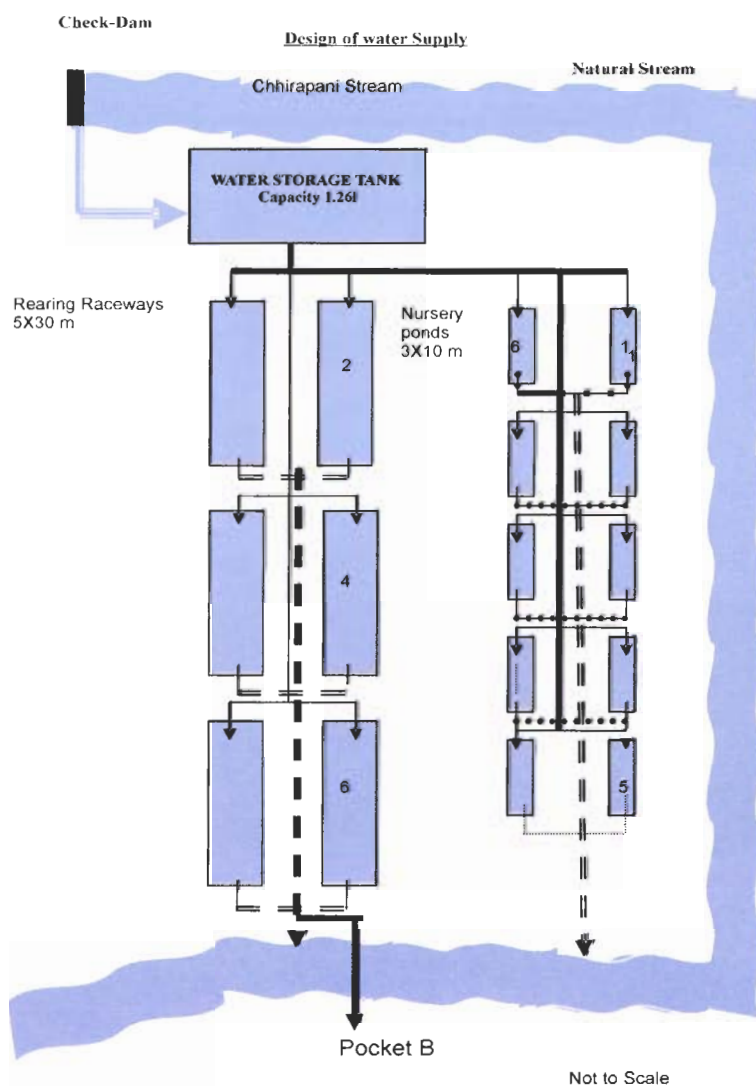 Check-Dam
Design of water Supply
Natural Stream
Chhirapani Stream
WATER STORAGE TANK
Capacity 1.26l
Rearing Raceways
5X30 m
Nursery
ponds
3X10 m
2
6
1
1
4
6
5
Pocket B
Not to Scale